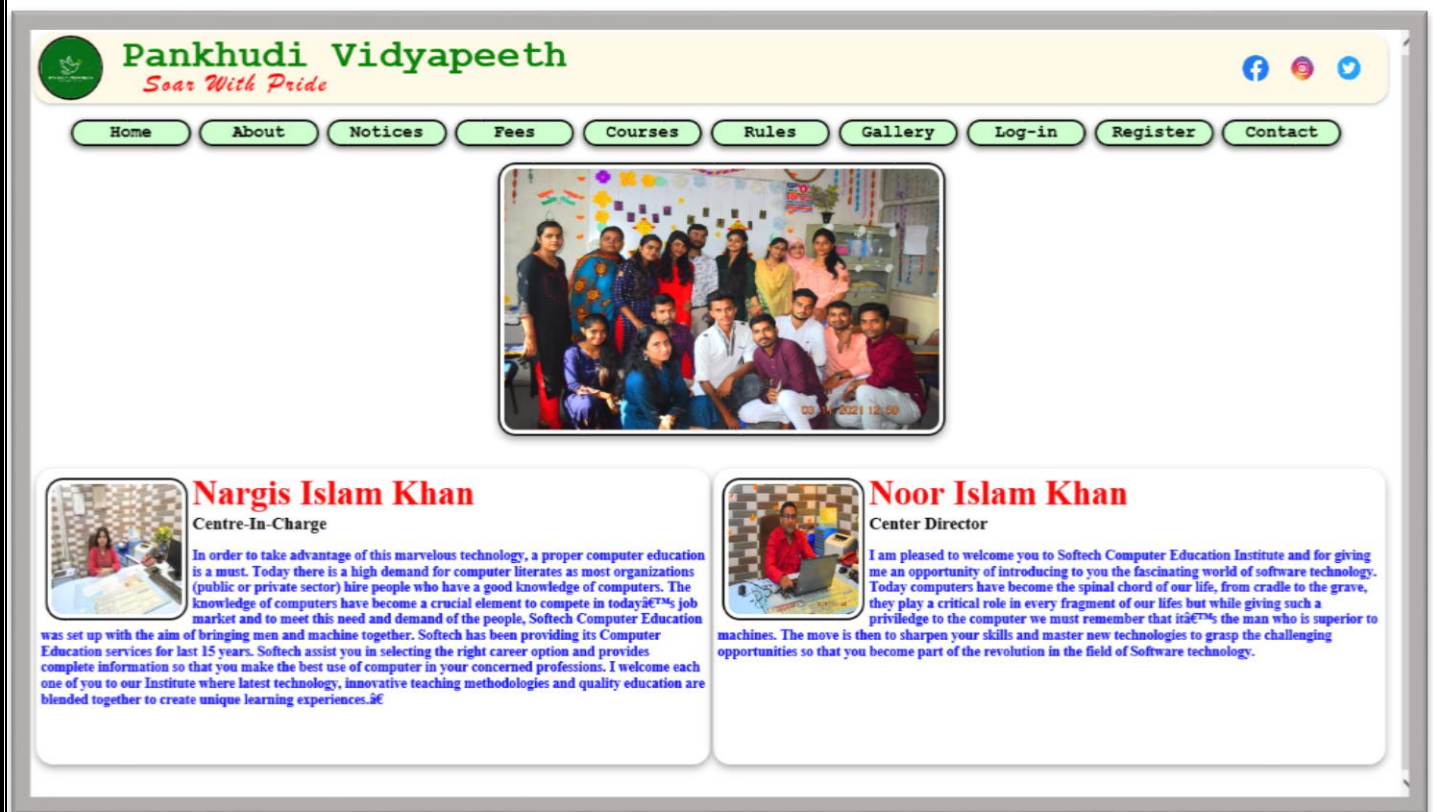 Pankhudi Vidyapeeth
Soar With Pride
Home About Notices Fees Courses Rules Gallery Log-in Register Contact
03 11 2021 12:50
Nargis Islam Khan
Centre-In-Charge
In order to take advantage of this marvelous technology, a proper computer education
is a must. Today there is a high demand for computer literates as most organizations
(public or private sector) hire people who have a good knowledge of computers. The
knowledge of computers have become a crucial element to compete in todayâ€™s job
market and to meet this need and demand of the people, Softech Computer Education
was set up with the aim of bringing men and machine together. Softech has been providing its Computer
Education services for last 15 years. Softech assist you in selecting the right career option and provides
complete information so that you make the best use of computer in your concerned professions. I welcome each
one of you to our Institute where latest technology, innovative teaching methodologies and quality education are
blended together to create unique learning experiences.â€
Noor Islam Khan
Center Director
I am pleased to welcome you to Softech Computer Education Institute and for giving
me an opportunity of introducing to you the fascinating world of software technology.
Today computers have become the spinal chord of our life, from cradle to the grave,
they play a critical role in every fragment of our lifes but while giving such a
priviledge to the computer we must remember that itâ€™s the man who is superior to
machines. The move is then to sharpen your skills and master new technologies to grasp the challenging
opportunities so that you become part of the revolution in the field of Software technology.